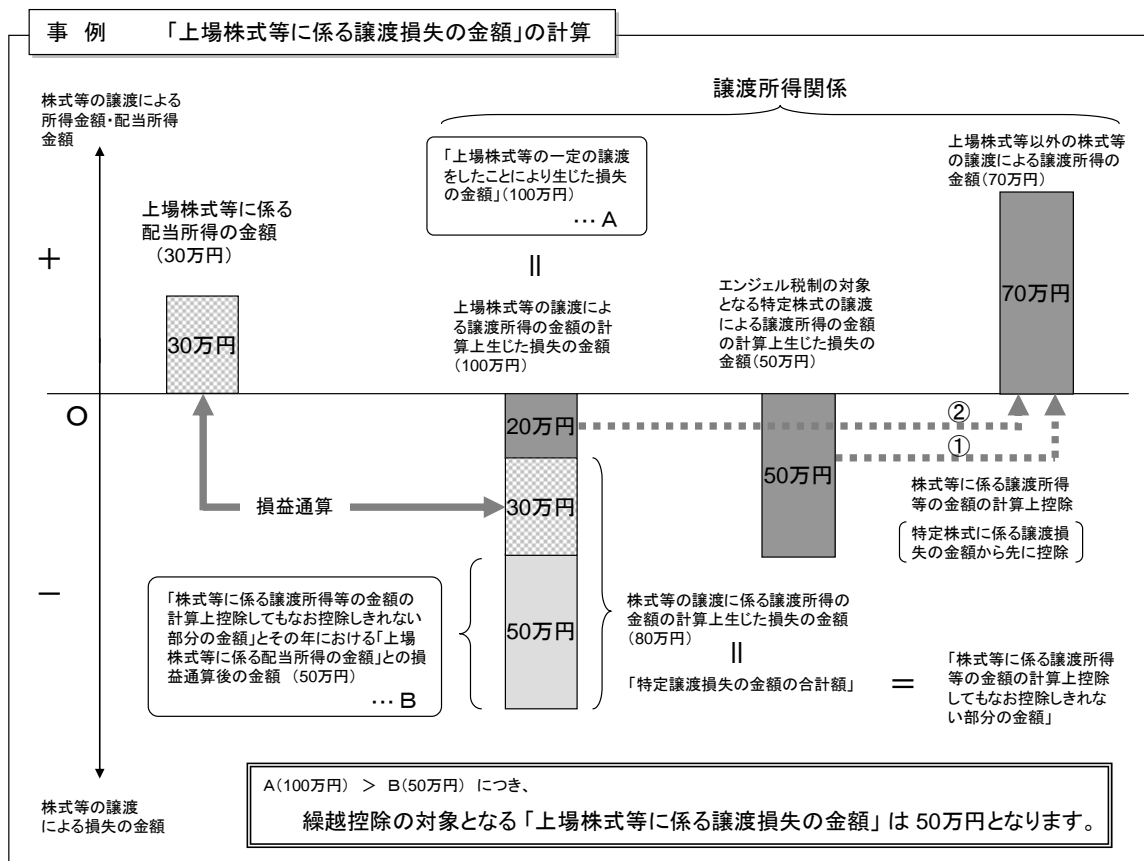 事 例　　「上場株式等に係る譲渡損失の金額」の計算
株式等の譲渡による
所得金額・配当所得
金額
譲渡所得関係
「上場株式等の一定の譲渡
をしたことにより生じた損失
の金額」(100万円)
… A
上場株式等以外の株式等
の譲渡による譲渡所得の
金額(70万円)
上場株式等に係る
配当所得の金額
(30万円)
＋
||
上場株式等の譲渡によ
る譲渡所得の金額の計
算上生じた損失の金額
(100万円)
エンジェル税制の対象
となる特定株式の譲渡
による譲渡所得の金額
の計算上生じた損失の
金額(50万円)
70万円
30万円
O
20万円
②
①
50万円
30万円
損益通算
株式等に係る譲渡所得
等の金額の計算上控除
特定株式に係る譲渡損
失の金額から先に控除
－
「株式等に係る譲渡所得等の金額の
計算上控除してもなお控除しきれない
部分の金額」とその年における「上場
株式等に係る配当所得の金額」との損
益通算後の金額 (50万円)
… B
50万円
株式等の譲渡に係る譲渡所得の
金額の計算上生じた損失の金額
(80万円)
||
「特定譲渡損失の金額の合計額」
＝
「株式等に係る譲渡所得
等の金額の計算上控除
してもなお控除しきれな
い部分の金額」
株式等の譲渡
による損失の金額
A(100万円) ＞ B(50万円) につき、
繰越控除の対象となる「上場株式等に係る譲渡損失の金額」は 50万円となります。